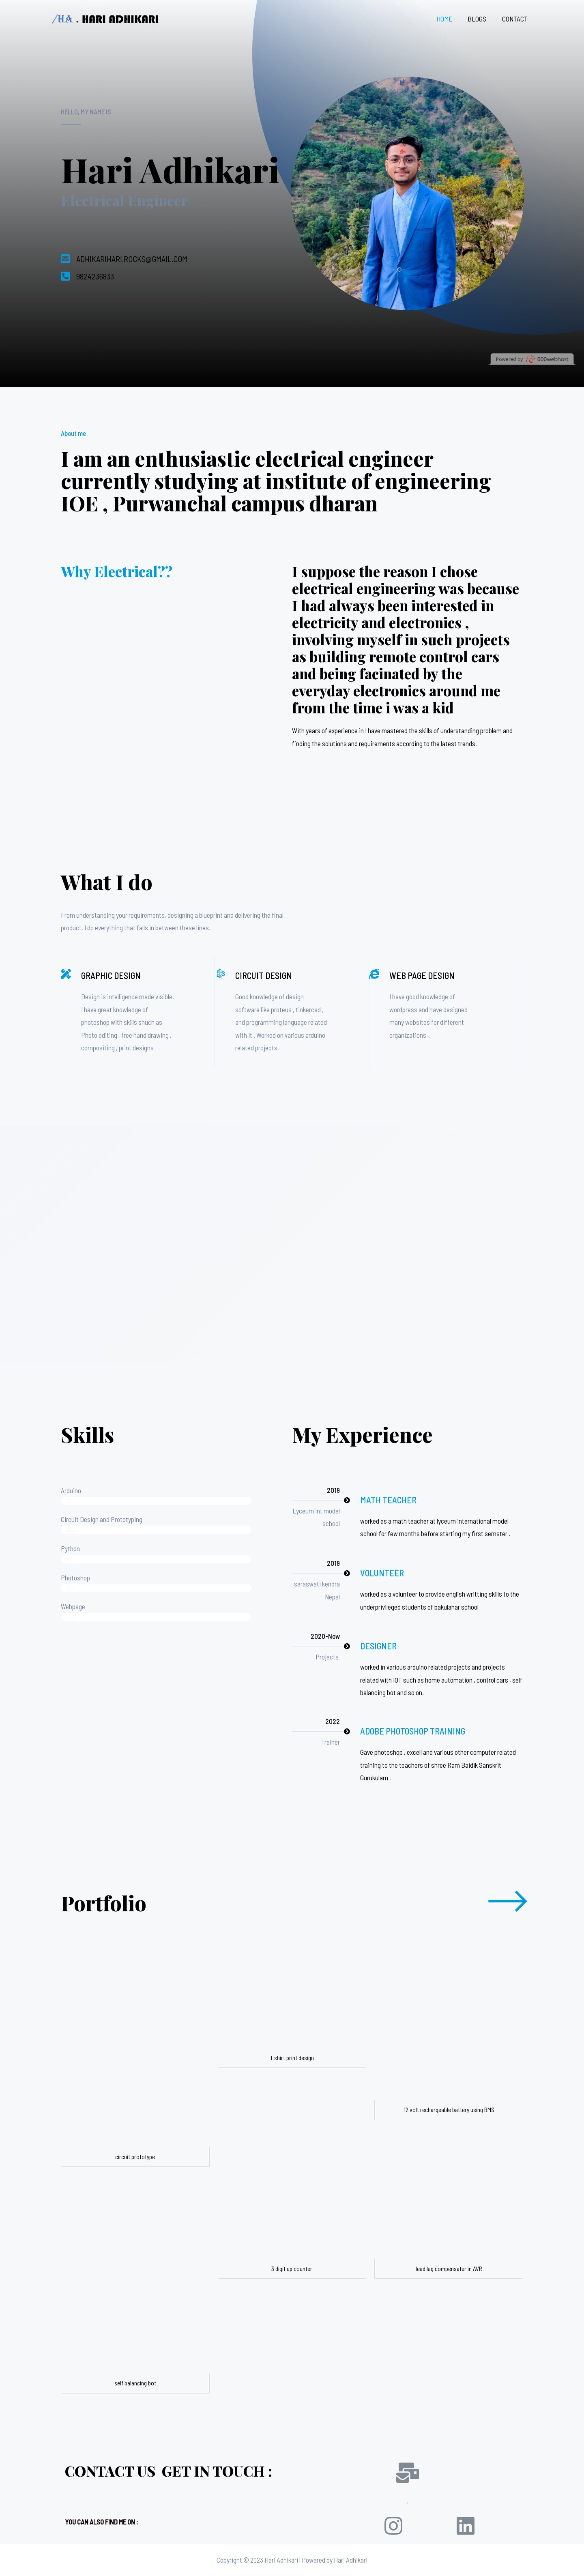 /HA . HARI ADHIKARI
HOME
BLOGS
CONTACT
HELLO, MY NAME IS
Hari Adhikari
Electrical Engineer
ADHIKARIHARI.ROCKS@GMAIL.COM
9824236833
Powered by 000webhost
About me
I am an enthusiastic electrical engineer
currently studying at institute of engineering
IOE , Purwanchal campus dharan
Why Electrical??
I suppose the reason I chose
electrical engineering was because
I had always been interested in
electricity and electronics ,
involving myself in such projects
as building remote control cars
and being facinated by the
everyday electronics around me
from the time i was a kid
With years of experience in I have mastered the skills of understanding problem and
finding the solutions and requirements according to the latest trends.
What I do
From understanding your requirements, designing a blueprint and delivering the final
product. I do everything that falls in between these lines.
GRAPHIC DESIGN
Design is intelligence made visible.
I have great knowledge of
photoshop with skills shuch as
Photo editing , free hand drawing ,
compositing , print designs
CIRCUIT DESIGN
Good knowledge of design
software like proteus , tinkercad ,
and programming language related
with it . Worked on various arduino
related projects.
WEB PAGE DESIGN
I have good knowledge of
wordpress and have designed
many websites for different
organizations ..
Skills
Arduino
Circuit Design and Prototyping
Python
Photoshop
Webpage
My Experience
2019
Lyceum int model
school
MATH TEACHER
worked as a math teacher at lyceum international model
school for few months before starting my first semster .
2019
saraswati kendra
Nepal
VOLUNTEER
worked as a volunteer to provide english writting skills to the
underprivileged students of bakulahar school
2020-Now
Projects
DESIGNER
worked in various arduino related projects and projects
related with IOT such as home automation , control cars , self
balancing bot and so on.
2022
Trainer
ADOBE PHOTOSHOP TRAINING
Gave photoshop , excell and various other computer related
training to the teachers of shree Ram Baidik Sanskrit
Gurukulam .
Portfolio
T shirt print design
12 volt rechargeable battery using BMS
circuit prototype
3 digit up counter
lead lag compensater in AVR
self balancing bot
CONTACT US GET IN TOUCH :
.
YOU CAN ALSO FIND ME ON :
Copyright © 2023 Hari Adhikari | Powered by Hari Adhikari